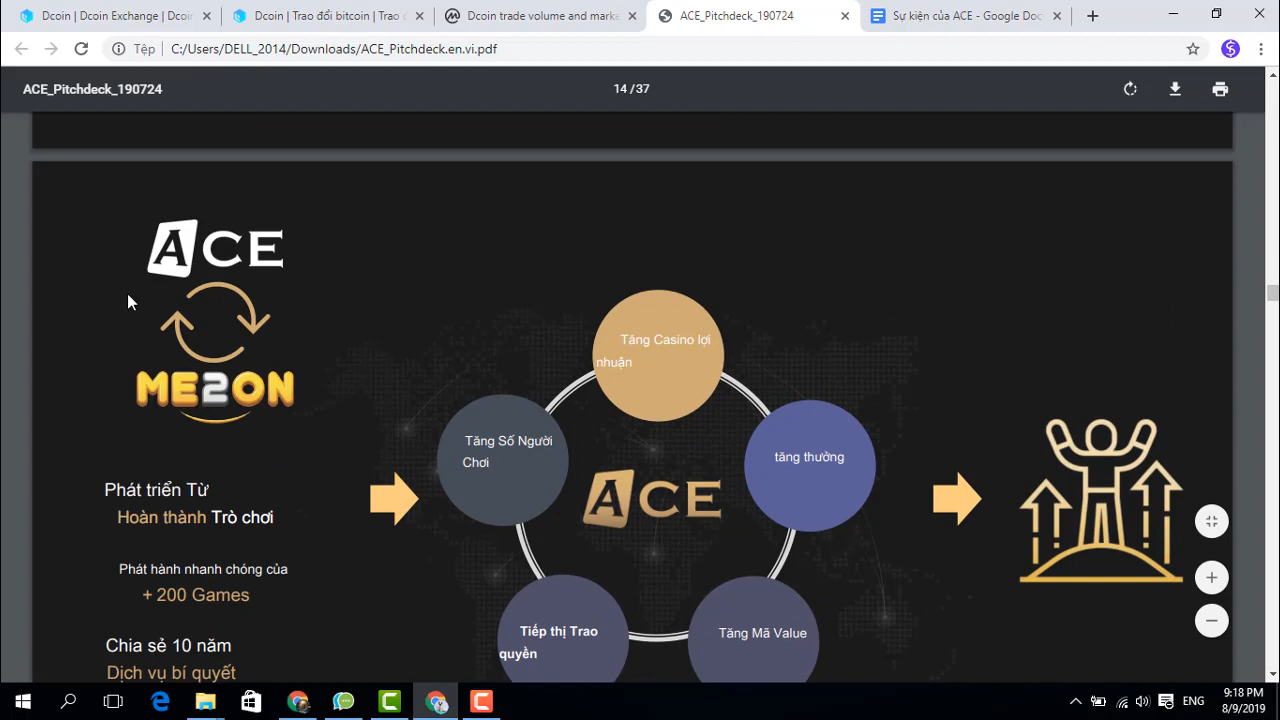 Dcoin | Dcoin Exchange | Dcoin
Dcoin | Trao đổi bitcoin | Trao đ
Dcoin trade volume and marke
ACE_Pitchdeck_190724
Sự kiện của ACE - Google Doc
Tệp
C:/Users/DELL_2014/Downloads/ACE_Pitchdeck.en.vi.pdf
ACE_Pitchdeck_190724
14 / 37
ACE
ME2ON
Phát triển Từ
Hoàn thành Trò chơi
Phát hành nhanh chóng của
+ 200 Games
Chia sẻ 10 năm
Dịch vụ bí quyết
Tăng Casino lợi
nhuận
Tăng Số Người
Chơi
tăng thưởng
ACE
Tiếp thị Trao
quyền
Tăng Mã Value
ENG
9:18 PM
8/9/2019